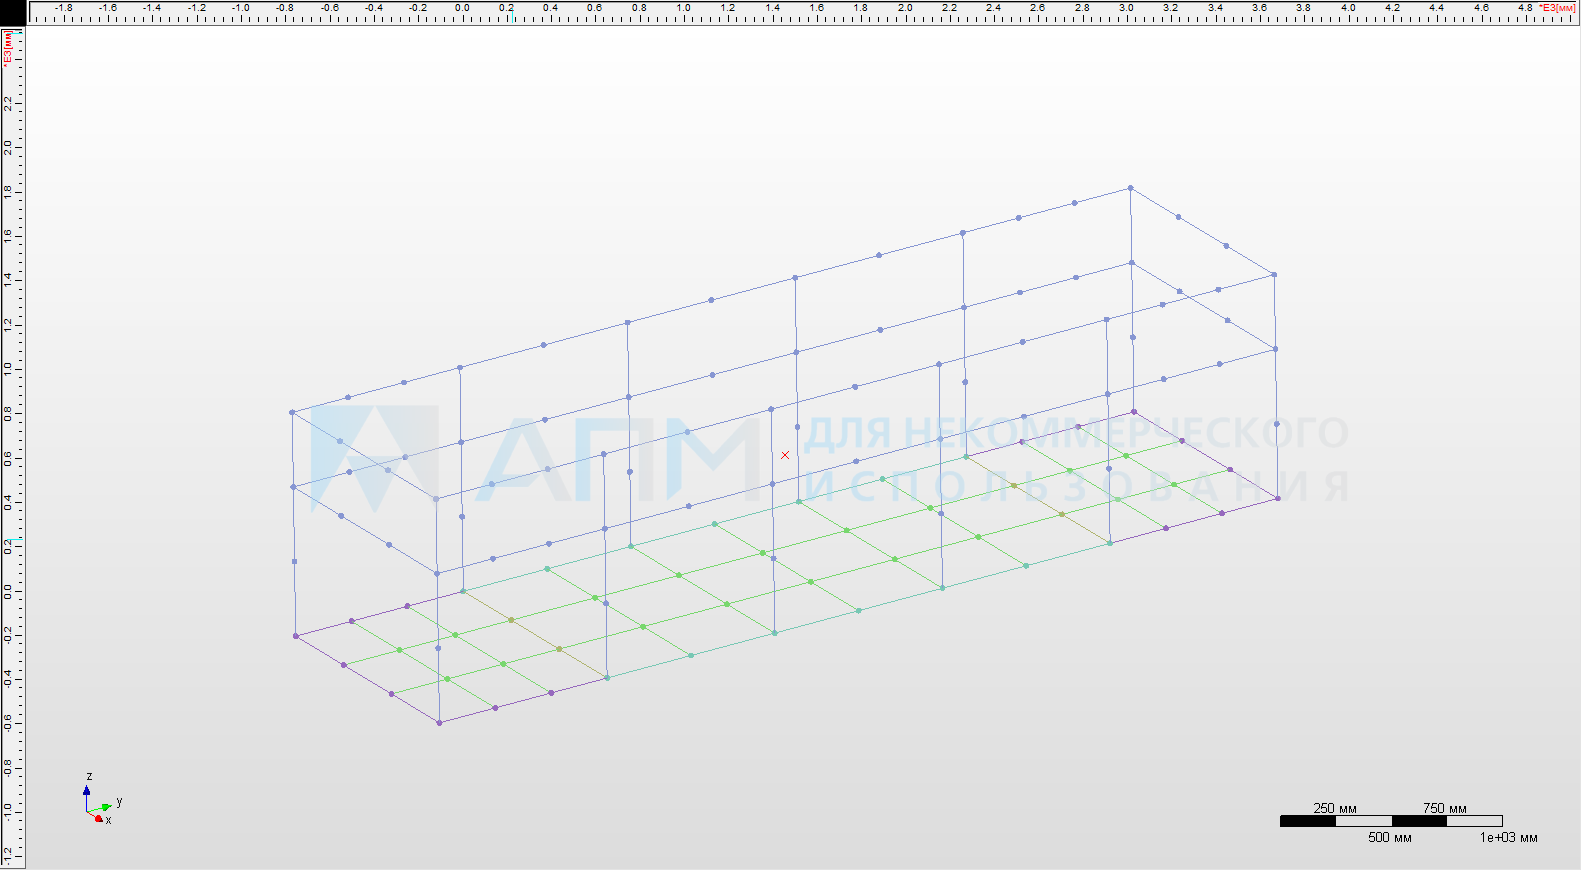 -1.8 -1.6 -1.4 -1.2 -1.0 -0.8 -0.6 -0.4 -0.2 0.0 0.2 0.4 0.6 0.8 1.0 1.2 1.4 1.6 1.8 2.0 2.2 2.4 2.6 2.8 3.0 3.2 3.4 3.6 3.8 4.0 4.2 4.4 4.6 4.8 *E3[мм]
*E3[мм]
2.2
2.0
1.8
1.6
1.4
1.2
1.0
0.8
0.6
0.4
0.2
0.0
-0.2
-0.4
-0.6
-0.8
-1.0
-1.2
АПМ
ДЛЯ НЕКОММЕРЧЕСКОГО
ИСПОЛЬЗОВАНИЯ
z
y
x
250 мм 750 мм
500 мм 1e+03 мм